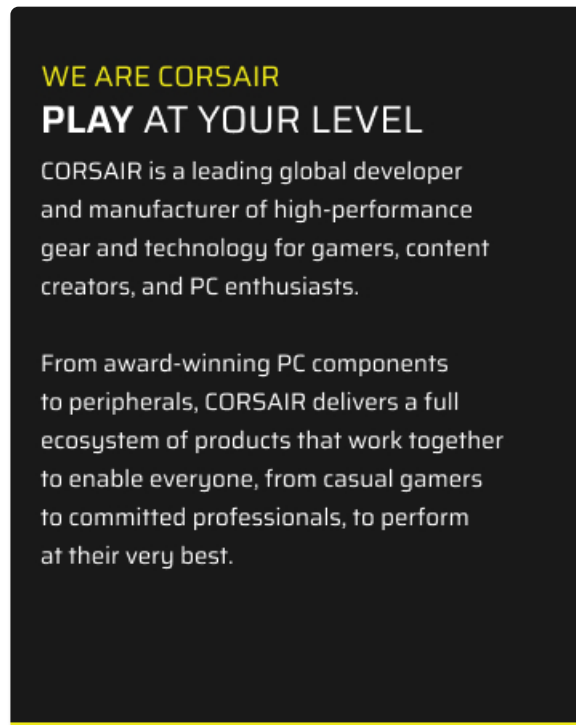 WE ARE CORSAIR
PLAY AT YOUR LEVEL
CORSAIR is a leading global developer
and manufacturer of high-performance
gear and technology for gamers, content
creators, and PC enthusiasts.
From award-winning PC components
to peripherals, CORSAIR delivers a full
ecosystem of products that work together
to enable everyone, from casual gamers
to committed professionals, to perform
at their very best.